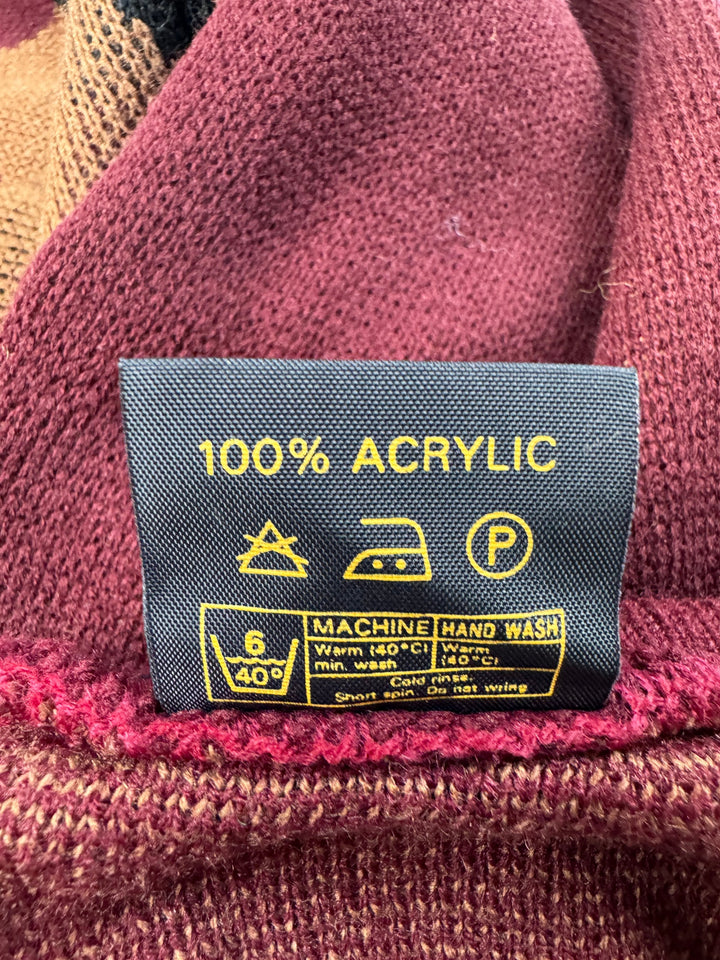 100% ACRYLIC
P
6
40°
MACHINE HAND WASH
Warm (40°C) Warm
min. wash (40°C)
Cold rinse.
Short spin. Do not wring